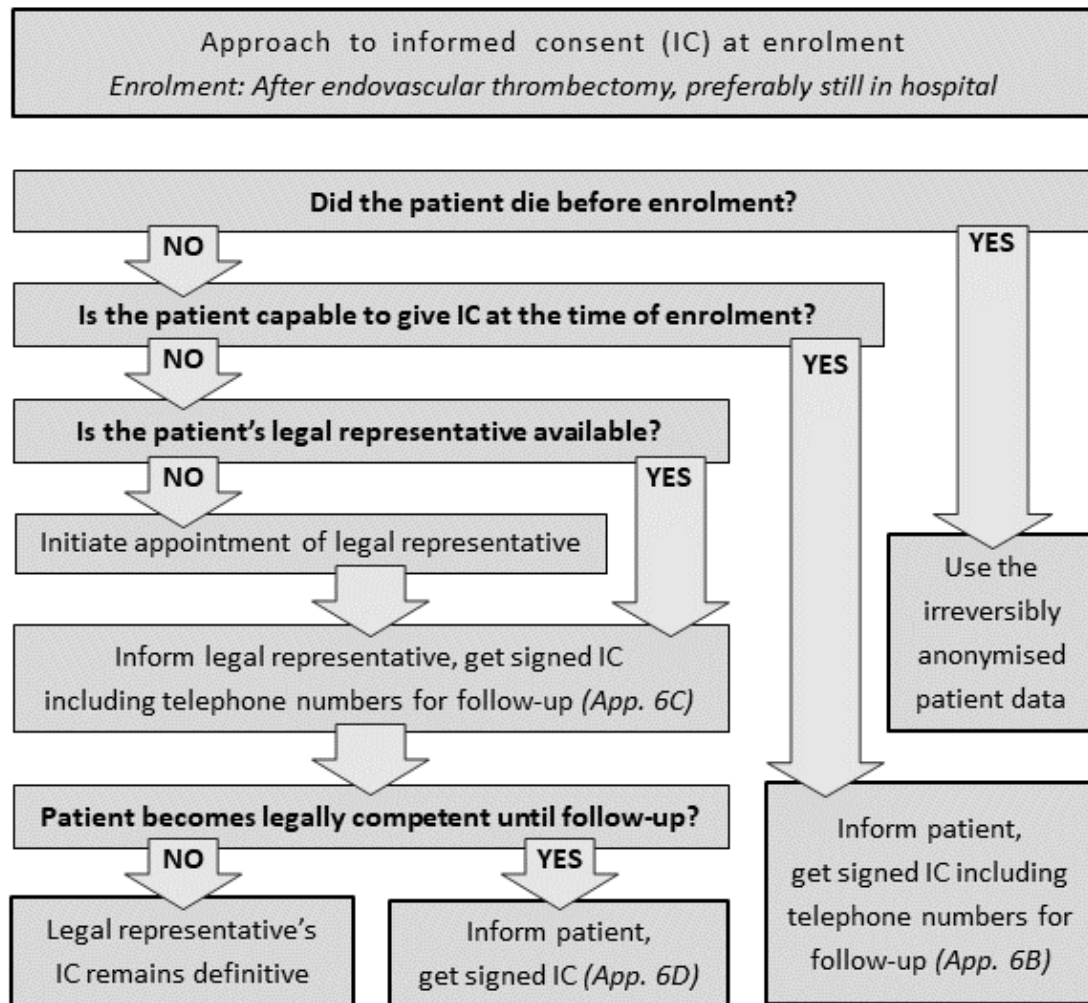 Approach to informed consent (IC) at enrolment
Enrolment: After endovascular thrombectomy, preferably still in hospital
Did the patient die before enrolment?
NO
YES
Is the patient capable to give IC at the time of enrolment?
NO
YES
Is the patient’s legal representative available?
NO
YES
Initiate appointment of legal representative
Use the
irreversibly
anonymised
patient data
Inform legal representative, get signed IC
including telephone numbers for follow-up (App. 6C)
Patient becomes legally competent until follow-up?
NO
YES
Inform patient,
get signed IC including
telephone numbers for
follow-up (App. 6B)
Legal representative’s
IC remains definitive
Inform patient,
get signed IC (App. 6D)